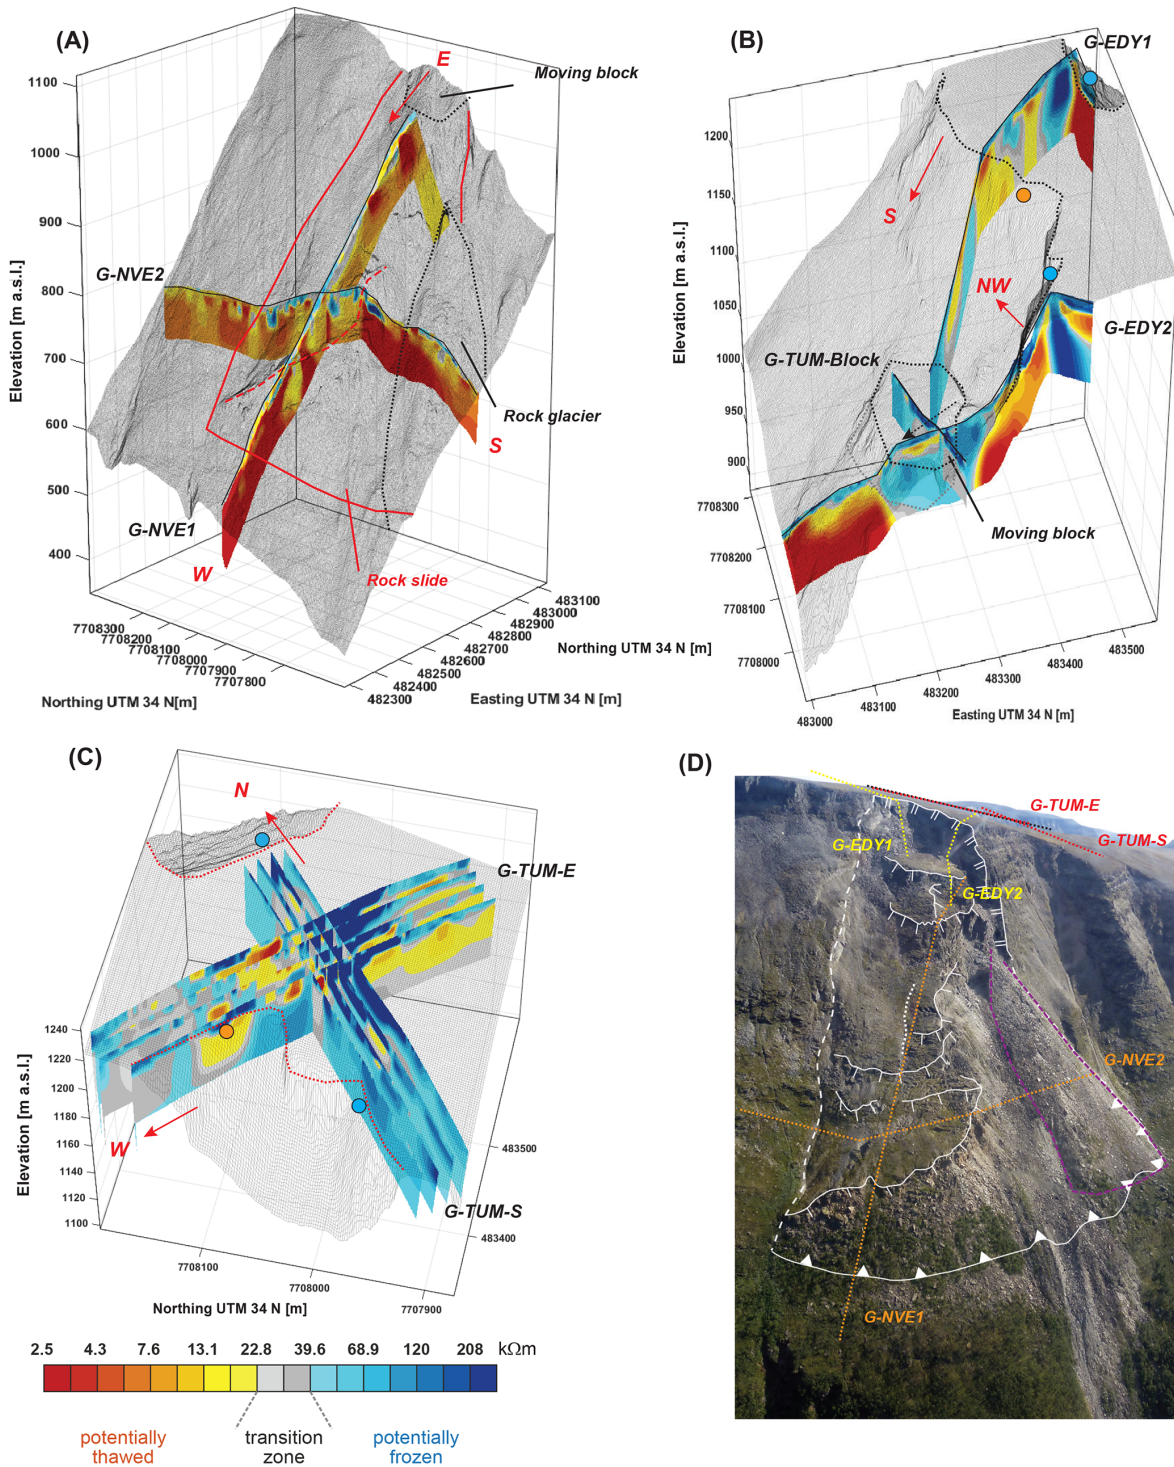 (A)
E
Moving block
1100
1000
900
800
700
600
500
400
Elevation [m a.s.l.]
G-NVE2
Rock glacier
S
G-NVE1
W
Rock slide
7708300
7708200
7708100
7708000
7707900
7707800
483100
483000
482900
482800
482700
482600
482500
482400
482300
Northing UTM 34 N [m]
Northing UTM 34 N[m]
Easting UTM 34 N [m]
(B)
G-EDY1
1200
1150
1100
1050
1000
950
900
Elevation [m a.s.l.]
S
NW
G-EDY2
G-TUM-Block
Moving block
7708300
7708200
7708100
7708000
483500
483400
483300
483200
483100
483000
Easting UTM 34 N [m]
(C)
N
G-TUM-E
1240
1220
1200
1180
1160
1140
1120
1100
Elevation [m a.s.l.]
W
483500
483400
G-TUM-S
7708100
7708000
7707900
Northing UTM 34 N [m]
2.5 4.3 7.6 13.1 22.8 39.6 68.9 120 208 kΩm
potentially
thawed
transition
zone
potentially
frozen
(D)
G-TUM-E
G-TUM-S
G-EDY1
G-EDY2
G-NVE2
G-NVE1